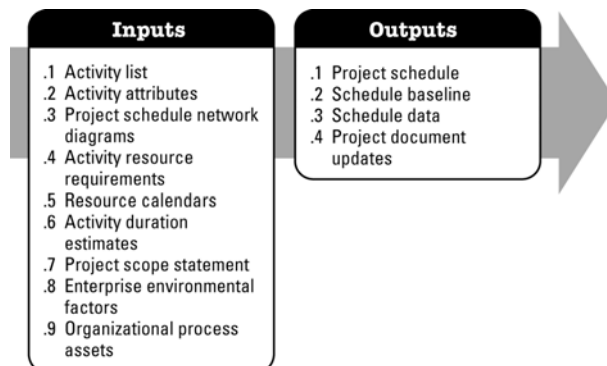 Inputs
.1 Activity list
.2 Activity attributes
.3 Project schedule network
diagrams
.4 Activity resource
requirements
.5 Resource calendars
.6 Activity duration
estimates
.7 Project scope statement
.8 Enterprise environmental
factors
.9 Organizational process
assets
Outputs
.1 Project schedule
.2 Schedule baseline
.3 Schedule data
.4 Project document
updates